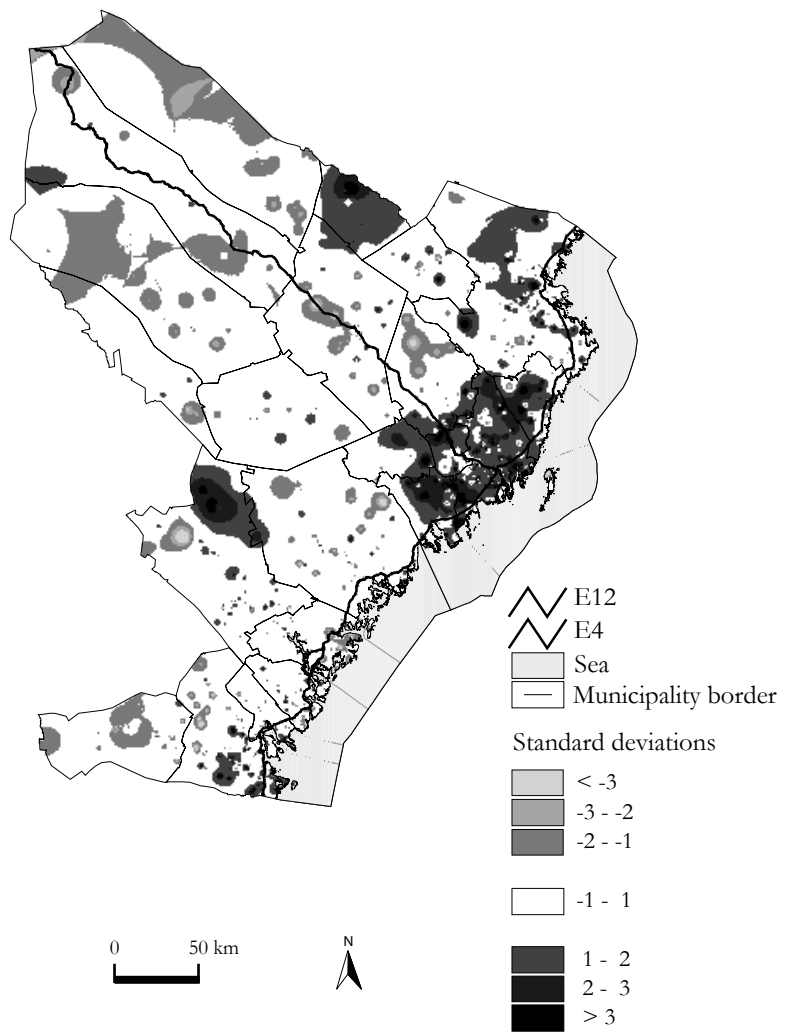 E12
E4
Sea
Municipality border
Standard deviations
< -3
-3 - -2
-2 - -1
-1 - 1
1 - 2
2 - 3
> 3
0 50 km
N